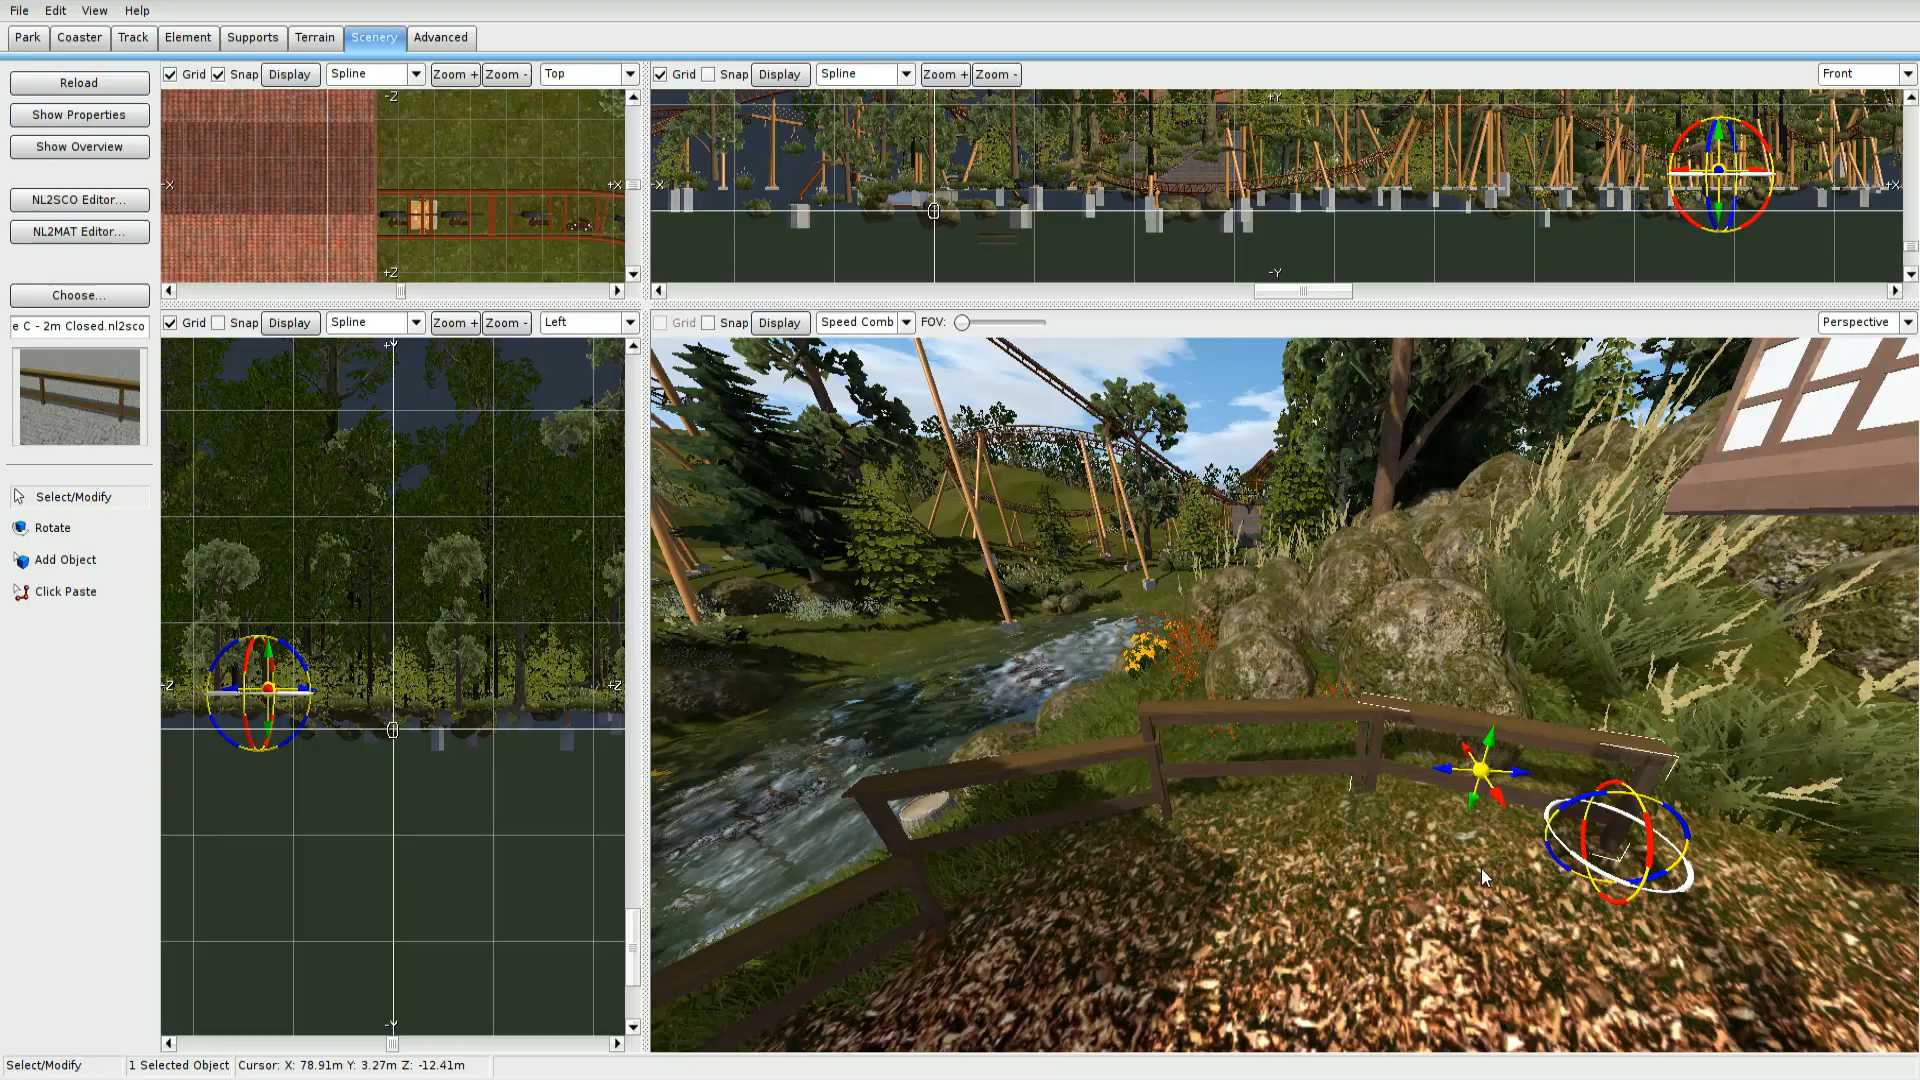 File Edit View Help
Park Coaster Track Element Supports Terrain Scenery Advanced
Reload
Show Properties
Show Overview
NL2SCO Editor...
NL2MAT Editor...
Choose...
e C - 2m Closed.nl2sco
Select/Modify
Rotate
Add Object
Click Paste
Grid Snap Display Spline Zoom + Zoom - Top
-Z
-X
+X
+Z
Grid Snap Display Spline Zoom + Zoom - Front
+Y
-X
+X
-Y
Grid Snap Display Spline Zoom + Zoom - Left
+Y
-Z
+Z
-Y
Grid Snap Display Speed Comb FOV: Perspective
Select/Modify 1 Selected Object Cursor: X: 78.91m Y: 3.27m Z: -12.41m